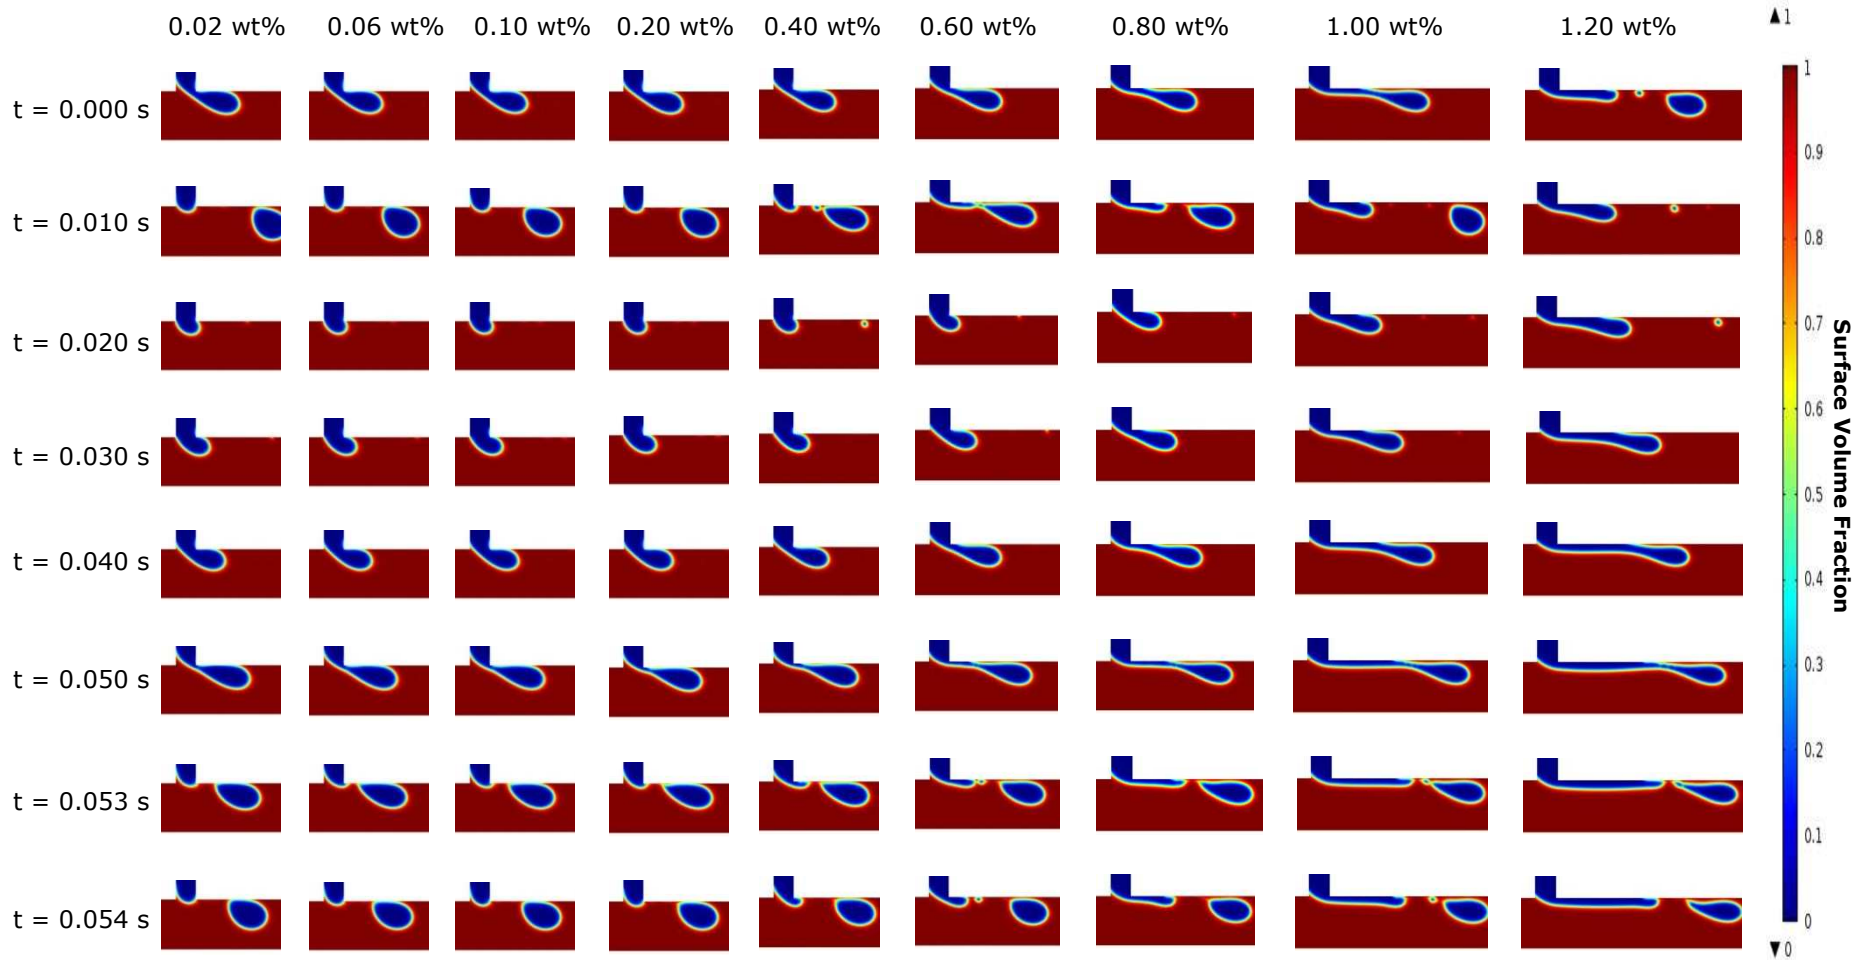 0.02 wt% 0.06 wt% 0.10 wt% 0.20 wt% 0.40 wt% 0.60 wt% 0.80 wt% 1.00 wt% 1.20 wt%
t = 0.000 s
t = 0.010 s
t = 0.020 s
t = 0.030 s
t = 0.040 s
t = 0.050 s
t = 0.053 s
t = 0.054 s
▲ 1
1
0.9
0.8
0.7
0.6
0.5
0.4
0.3
0.2
0.1
0
▼ 0
Surface Volume Fraction